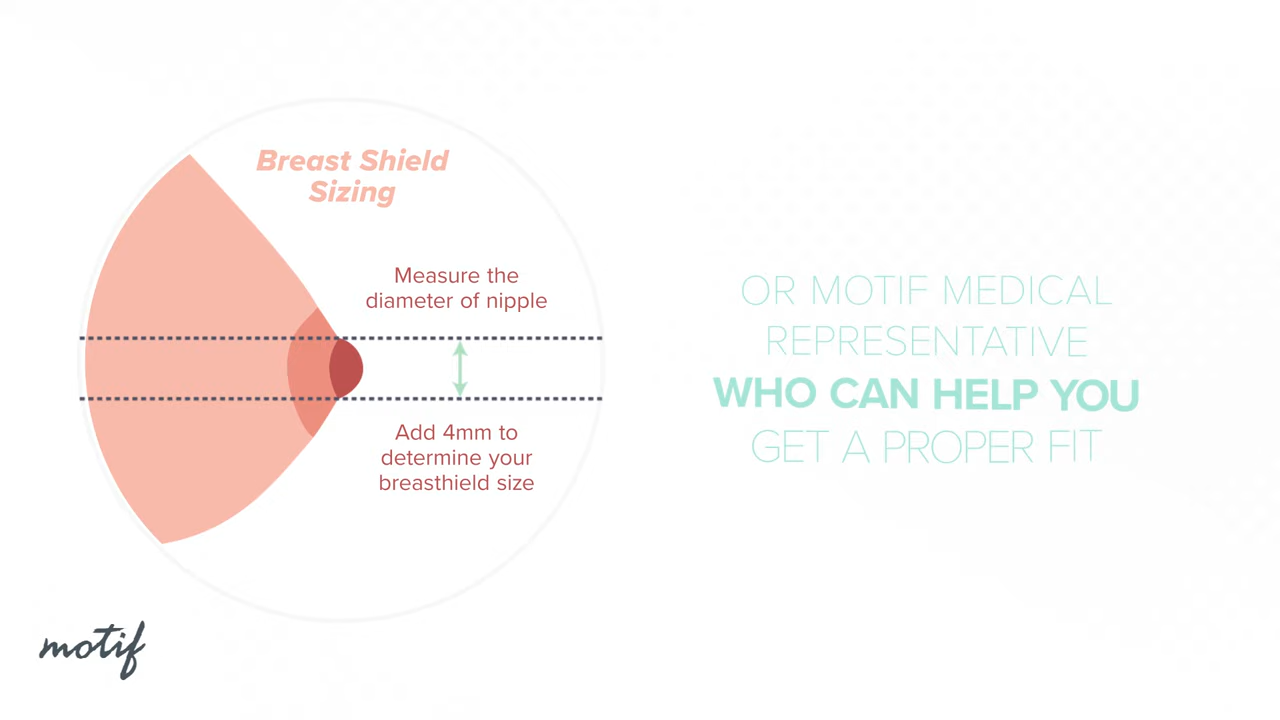 Breast Shield
Sizing
Measure the
diameter of nipple
Add 4mm to
determine your
breasthield size
OR MOTIF MEDICAL
REPRESENTATIVE
WHO CAN HELP YOU
GET A PROPER FIT
motif